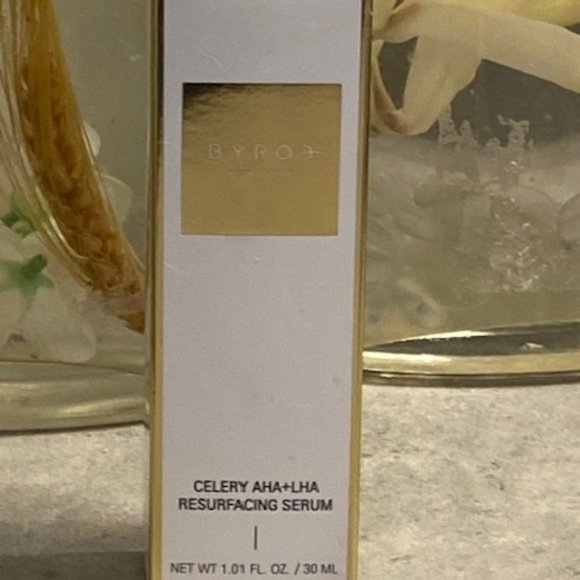 BYROE
CELERY AHA+LHA
RESURFACING SERUM
NET WT 1.01 FL. OZ. / 30 ML